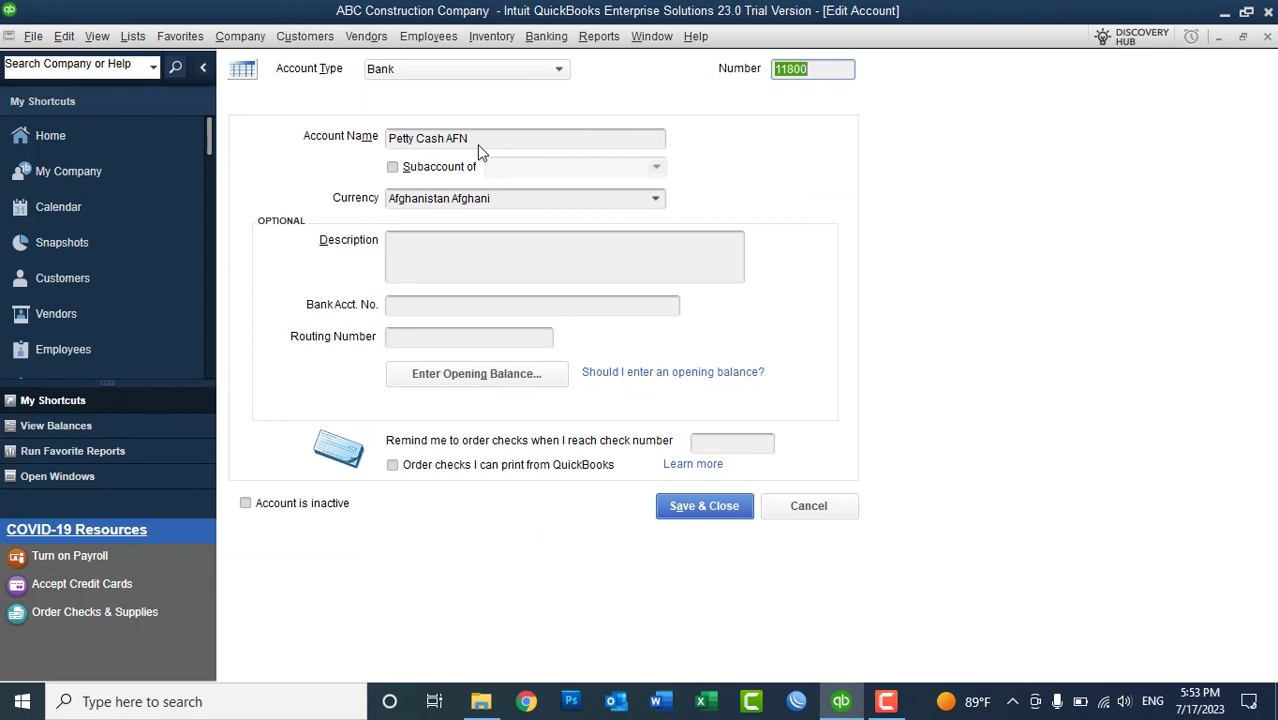 ABC Construction Company - Intuit QuickBooks Enterprise Solutions 23.0 Trial Version - [Edit Account]
File Edit View Lists Favorites Company Customers Vendors Employees Inventory Banking Reports Window Help
DISCOVERY
HUB
Search Company or Help
Account Type Bank Number 11800
My Shortcuts
Home
My Company
Calendar
31
Snapshots
Customers
Vendors
Employees
My Shortcuts
View Balances
Run Favorite Reports
Open Windows
COVID-19 Resources
Turn on Payroll
Accept Credit Cards
Order Checks & Supplies
Account Name Petty Cash AFN
Subaccount of
Currency Afghanistan Afghani
OPTIONAL
Description
Bank Acct. No.
Routing Number
Enter Opening Balance... Should I enter an opening balance?
Remind me to order checks when I reach check number
Order checks I can print from QuickBooks Learn more
Account is inactive Save & Close Cancel
Type here to search
Ps
qb
89°F
ENG
5:53 PM
7/17/2023